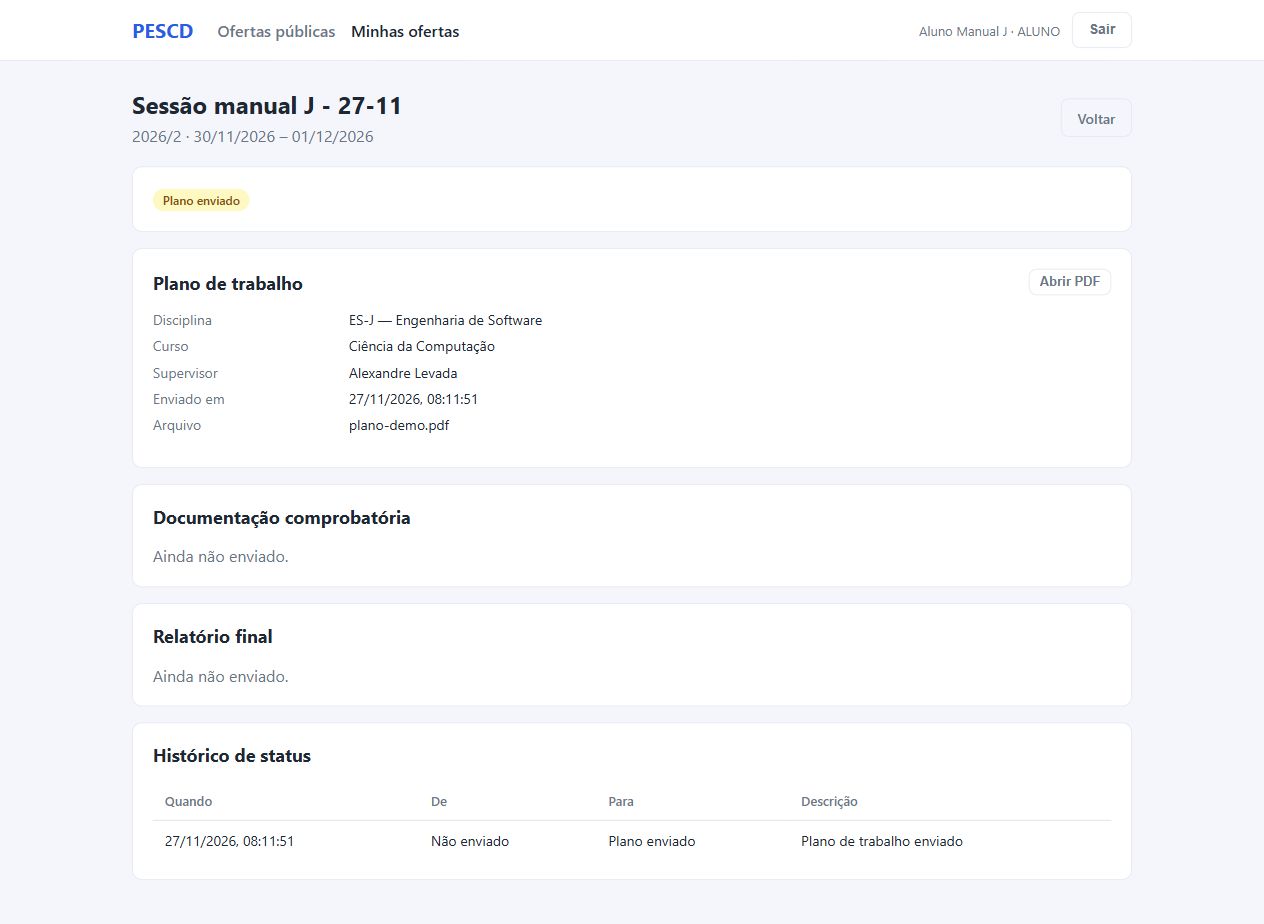 PESCD Ofertas públicas Minhas ofertas Aluno Manual J · ALUNO Sair
Sessão manual J - 27-11
2026/2 · 30/11/2026 – 01/12/2026
Voltar
Plano enviado
Plano de trabalho
Abrir PDF
Disciplina ES-J — Engenharia de Software
Curso Ciência da Computação
Supervisor Alexandre Levada
Enviado em 27/11/2026, 08:11:51
Arquivo plano-demo.pdf
Documentação comprobatória
Ainda não enviado.
Relatório final
Ainda não enviado.
Histórico de status
Quando De Para Descrição
27/11/2026, 08:11:51 Não enviado Plano enviado Plano de trabalho enviado